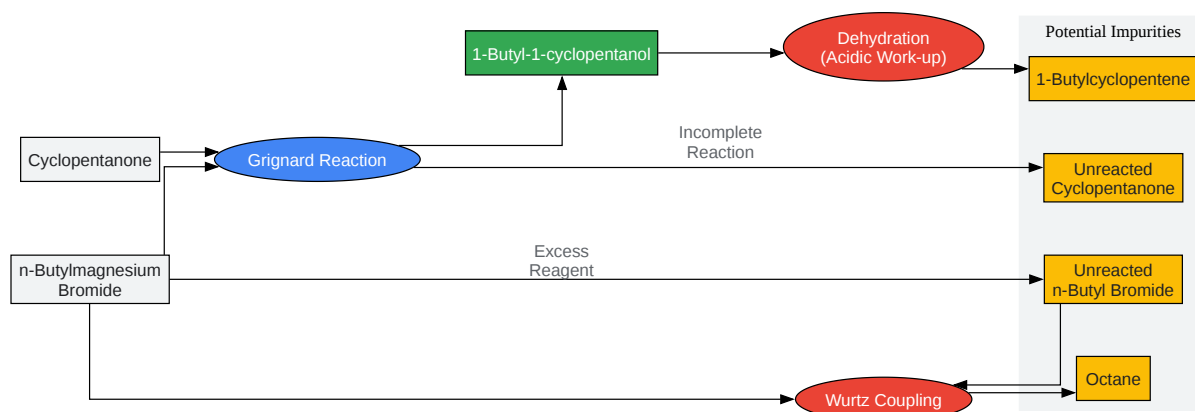 Potential Impurities
1-Butyl-1-cyclopentanol
Dehydration
(Acidic Work-up)
1-Butylcyclopentene
Cyclopentanone
Grignard Reaction
Incomplete
Reaction
Unreacted
Cyclopentanone
n-Butylmagnesium
Bromide
Excess
Reagent
Unreacted
n-Butyl Bromide
Wurtz Coupling
Octane